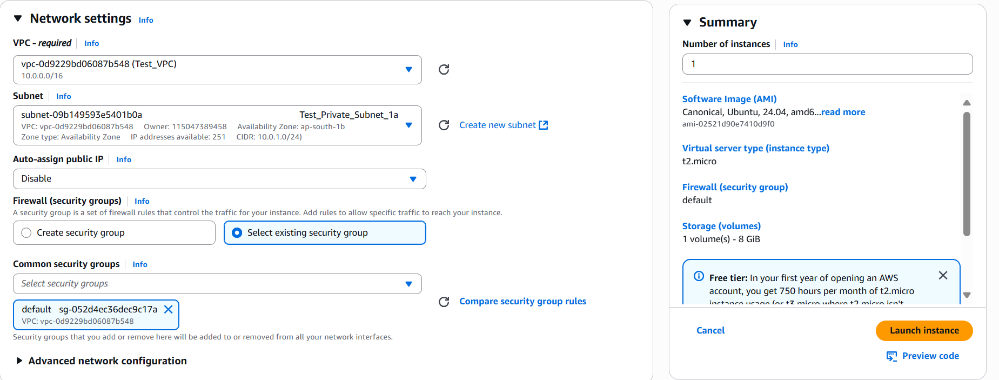 Network settings Info
VPC - required Info
vpc-0d9229bd06087b548 (Test_VPC)
10.0.0.0/16
Subnet Info
subnet-09b149593e5401b0a Test_Private_Subnet_1a
VPC: vpc-0d9229bd06087b548 Owner: 115047389458 Availability Zone: ap-south-1b
Zone type: Availability Zone IP addresses available: 251 CIDR: 10.0.1.0/24)
Create new subnet
Auto-assign public IP Info
Disable
Firewall (security groups) Info
A security group is a set of firewall rules that control the traffic for your instance. Add rules to allow specific traffic to reach your instance.
Create security group
Select existing security group
Common security groups Info
Select security groups
default sg-052d4ec36dec9c17a
VPC: vpc-0d9229bd06087b548
Compare security group rules
Security groups that you add or remove here will be added to or removed from all your network interfaces.
Advanced network configuration
Summary
Number of instances Info
1
Software Image (AMI)
Canonical, Ubuntu, 24.04, amd6...read more
ami-02521d90e7410d9f0
Virtual server type (instance type)
t2.micro
Firewall (security group)
default
Storage (volumes)
1 volume(s) - 8 GiB
Free tier: In your first year of opening an AWS
account, you get 750 hours per month of t2.micro
instance usage (or t3.micro where t2.micro isn't
Cancel
Launch instance
Preview code